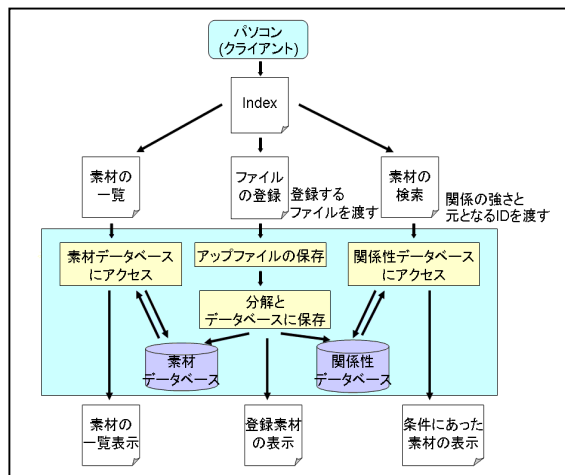 パソコン
(クライアント)
Index
素材の
一覧
ファイル
の登録
登録する
ファイルを渡す
素材の
検索
関係の強さと
元となるIDを渡す
素材データベース
にアクセス
アップファイルの保存
関係性データベース
にアクセス
分解と
データベースに保存
素材
データベース
関係性
データベース
素材の
一覧表示
登録素材
の表示
条件にあった
素材の表示